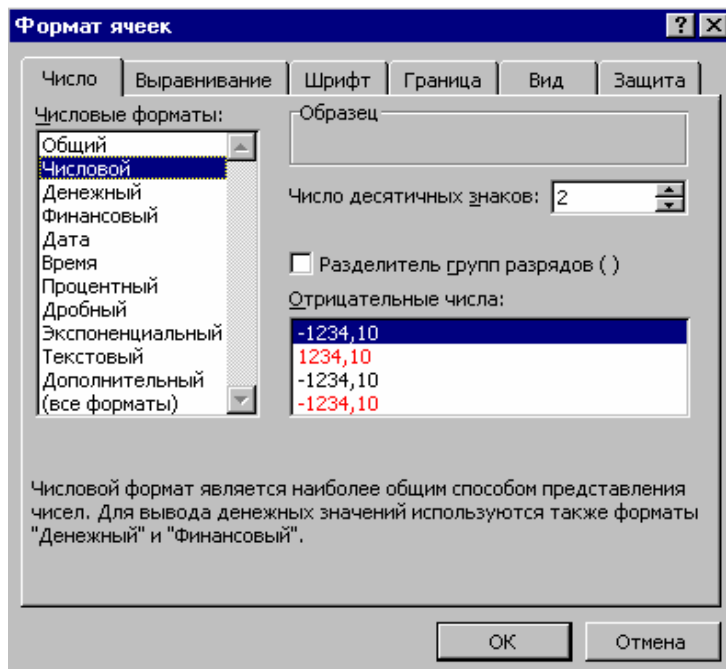 Формат ячеек
Число
Выравнивание
Шрифт
Граница
Вид
Защита
Числовые форматы:
Общий
Числовой
Денежный
Финансовый
Дата
Время
Процентный
Дробный
Экспоненциальный
Текстовый
Дополнительный
(все форматы)
Образец
Число десятичных знаков: 2
Разделитель групп разрядов ( )
Отрицательные числа:
-1234,10
1234,10
-1234,10
-1234,10
Числовой формат является наиболее общим способом представления
чисел. Для вывода денежных значений используются также форматы
"Денежный" и "Финансовый".
ОК
Отмена